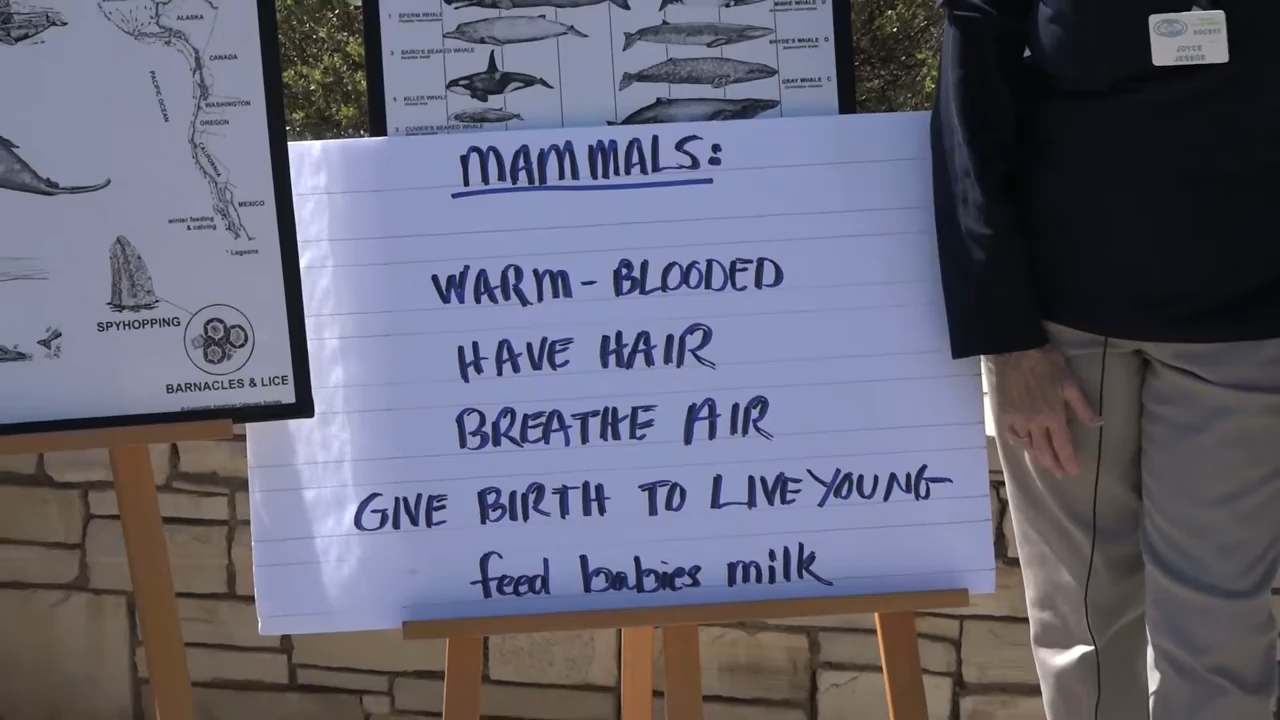 ALASKA
CANADA
PACIFIC OCEAN
WASHINGTON
OREGON
CALIFORNIA
MEXICO
winter feeding
& calving
Lagoons
SPYHOPPING
BARNACLES & LICE
SPERM WHALE
BAIRD'S BEAKED WHALE
KILLER WHALE
CUVIER'S BEAKED WHALE
MINKE WHALE
BRYDE'S WHALE D
GRAY WHALE C
DOCENT
JOYCE
MAMMALS:
WARM-BLOODED
HAVE HAIR
BREATHE AIR
GIVE BIRTH TO LIVE YOUNG
feed babies milk